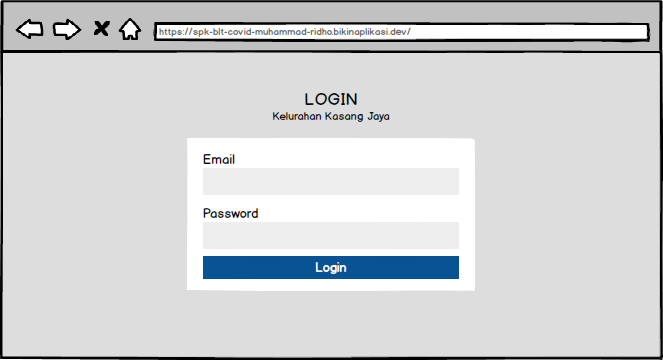 https://spk-blt-covid-muhammad-ridho.bikinaplikasi.dev/
LOGIN
Kelurahan Kasang Jaya
Email
Password
Login